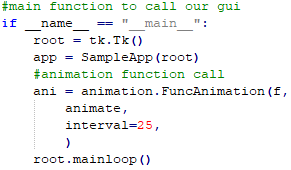 #main function to call our gui
if __name__ == "__main__":
    root = tk.Tk()
    app = SampleApp(root)
    #animation function call
    ani = animation.FuncAnimation(f,
        animate,
        interval=25,
        )
    root.mainloop()